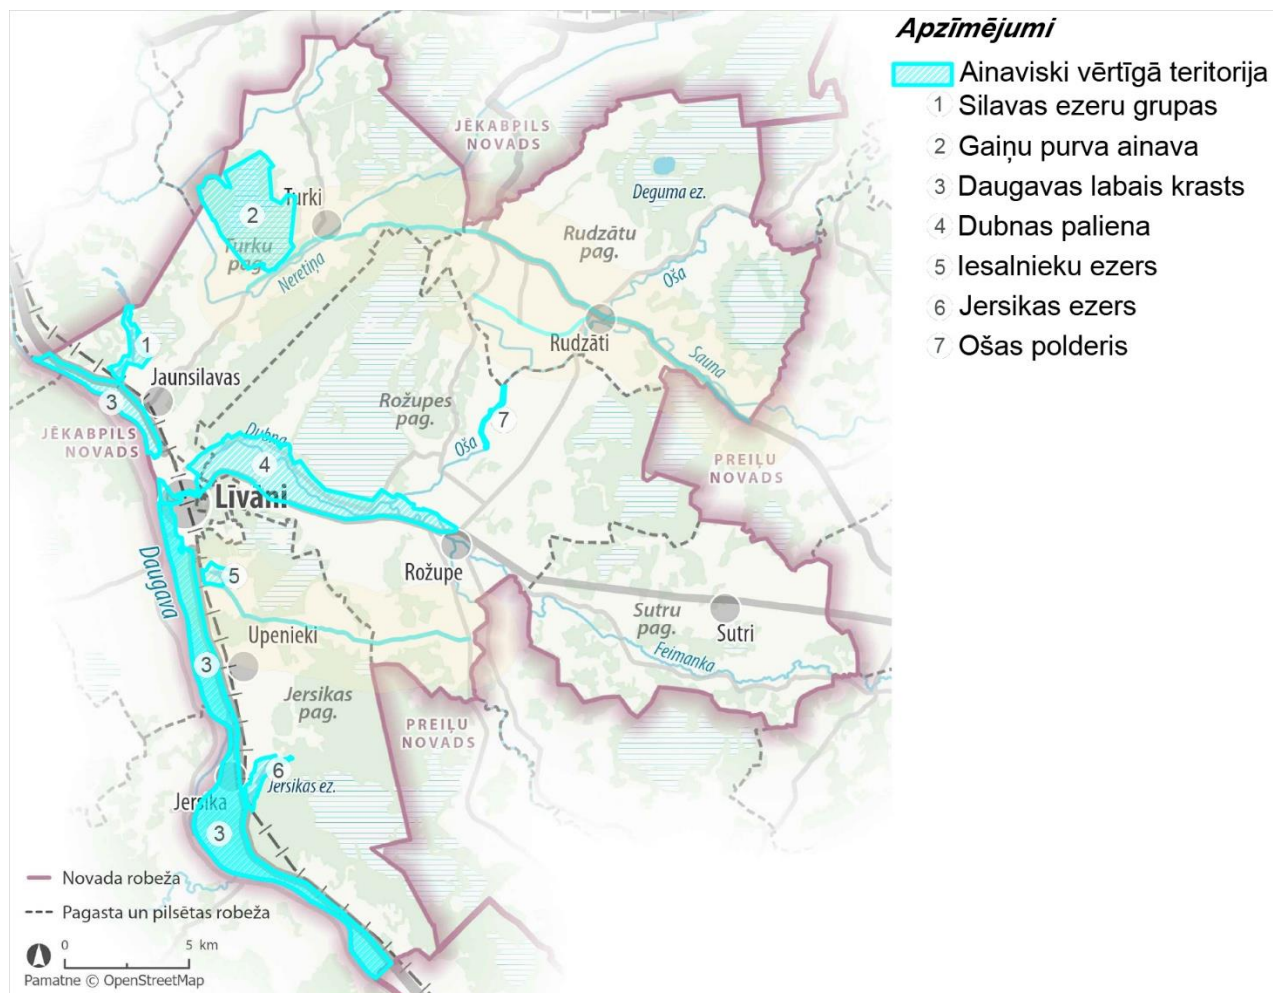 Apzīmējumi
Ainaviski vērtīgā teritorija
1 Silavas ezeru grupas
2 Gaiņu purva ainava
3 Daugavas labais krasts
4 Dubnas paliena
5 Iesalnieku ezers
6 Jersikas ezers
7 Ošas polderis
JĒKABPILS
NOVADS
Deguma ez.
2
Turki
Turku
pag.
Neretiņa
Rudzātu
pag.
Oša
1
Rudzāti
Sauna
Jaunsilavas
3
Rožupes
pag.
7
JĒKABPILS
NOVADS
Dubna
Oša
4
PREIĻU
NOVADS
Līvāni
Daugava
Rožupe
5
Sutru
pag.
Sutri
Upenieki
Feimanka
3
Jersikas
pag.
PREIĻU
NOVADS
6
Jersikas ez.
Jersika
3
Novada robeža
Pagasta un pilsētas robeža
0 5 km
Pamatne © OpenStreetMap